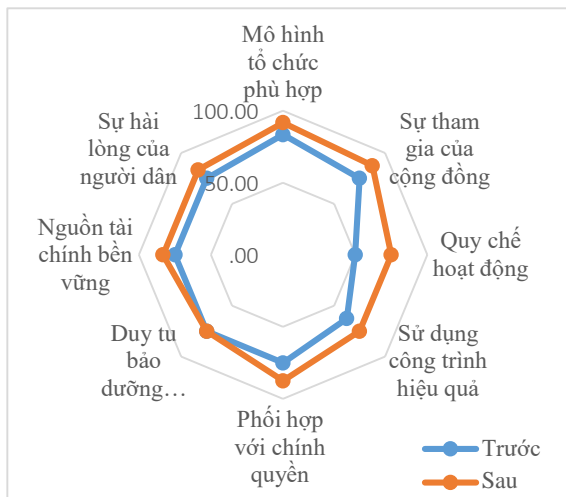 Mô hình
tổ chức
phù hợp
100.00
Sự hài
lòng của
người dân
Sự tham
gia của
cộng đồng
50.00
Nguồn tài
chính bền
vững
.00
Quy chế
hoạt động
Duy tu
bảo
dưỡng…
Sử dụng
công trình
hiệu quả
Phối hợp
với chính
quyền
Trước
Sau